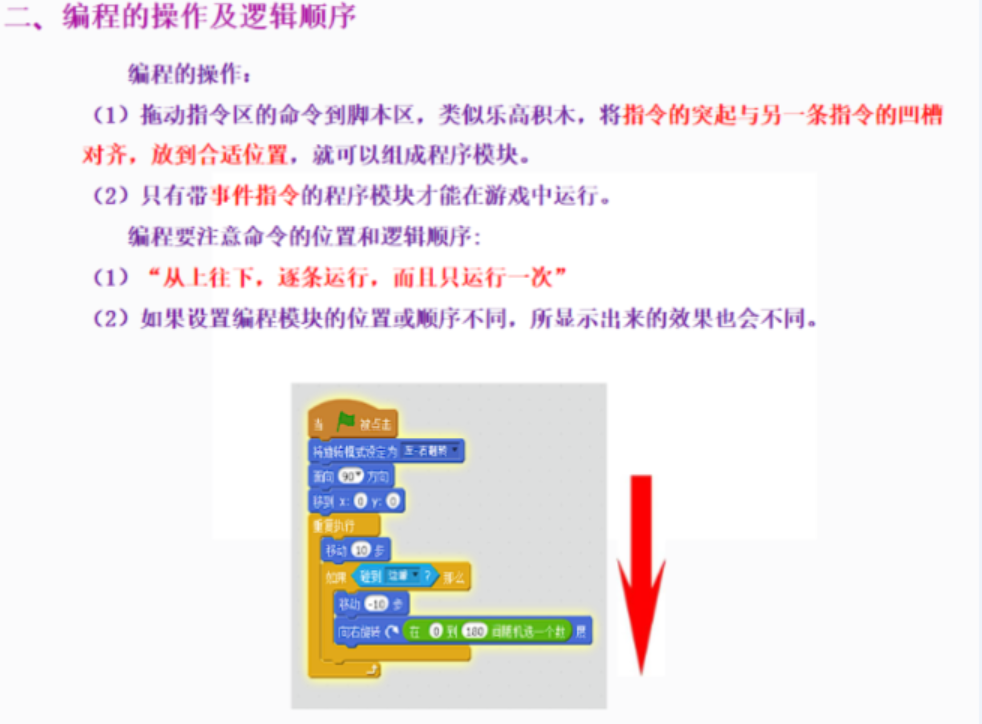 二、编程的操作及逻辑顺序
编程的操作：
（1）拖动指令区的命令到脚本区，类似乐高积木，将指令的突起与另一条指令的凹槽
对齐，放到合适位置，就可以组成程序模块。
（2）只有带事件指令的程序模块才能在游戏中运行。
编程要注意命令的位置和逻辑顺序:
（1）“从上往下，逐条运行，而且只运行一次”
（2）如果设置编程模块的位置或顺序不同，所显示出来的效果也会不同。
当 被点击
将旋转模式设定为 左-右翻转
面向 90 方向
移到 x: 0 y: 0
重复执行
移动 10 步
如果 碰到 边缘 ? 那么
移动 -10 步
向右旋转 在 0 到 180 间随机选一个数 度